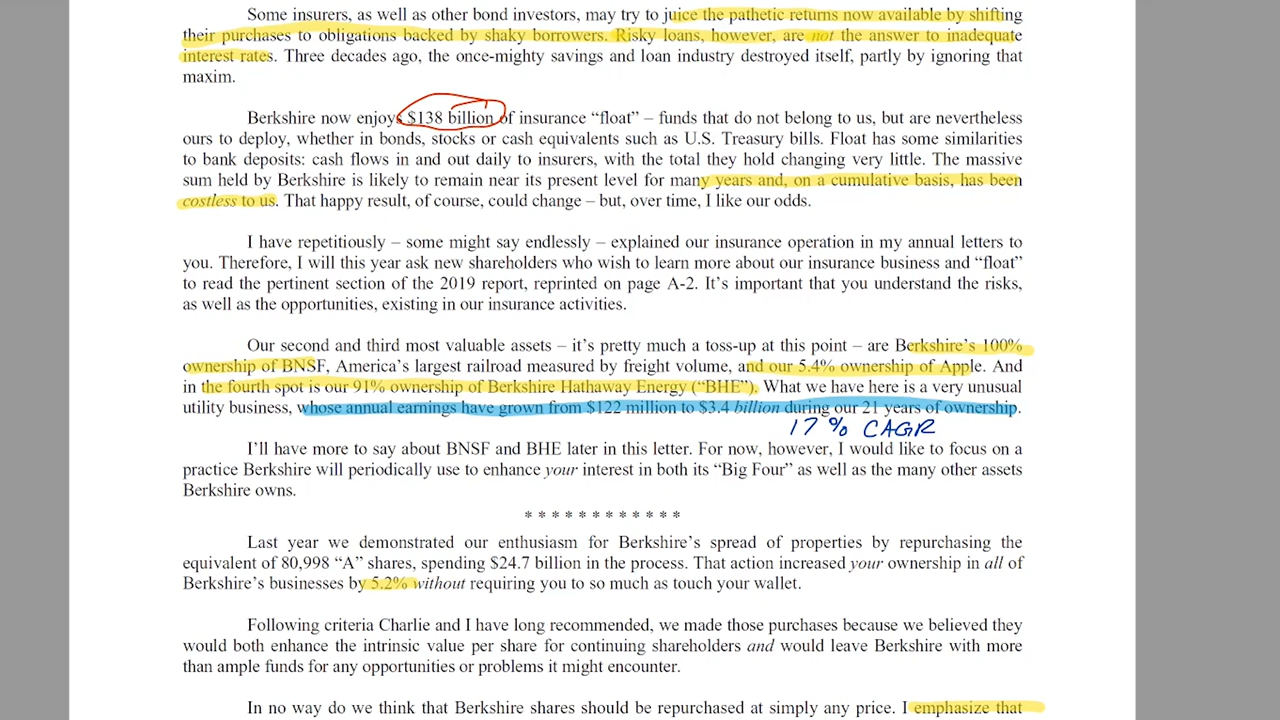 Some insurers, as well as other bond investors, may try to juice the pathetic returns now available by shifting
their purchases to obligations backed by shaky borrowers. Risky loans, however, are not the answer to inadequate
interest rates. Three decades ago, the once-mighty savings and loan industry destroyed itself, partly by ignoring that
maxim.
Berkshire now enjoys $138 billion of insurance “float” – funds that do not belong to us, but are nevertheless
ours to deploy, whether in bonds, stocks or cash equivalents such as U.S. Treasury bills. Float has some similarities
to bank deposits: cash flows in and out daily to insurers, with the total they hold changing very little. The massive
sum held by Berkshire is likely to remain near its present level for many years and, on a cumulative basis, has been
costless to us. That happy result, of course, could change – but, over time, I like our odds.
I have repetitiously – some might say endlessly – explained our insurance operation in my annual letters to
you. Therefore, I will this year ask new shareholders who wish to learn more about our insurance business and “float”
to read the pertinent section of the 2019 report, reprinted on page A-2. It’s important that you understand the risks,
as well as the opportunities, existing in our insurance activities.
Our second and third most valuable assets – it’s pretty much a toss-up at this point – are Berkshire’s 100%
ownership of BNSF, America’s largest railroad measured by freight volume, and our 5.4% ownership of Apple. And
in the fourth spot is our 91% ownership of Berkshire Hathaway Energy (“BHE”). What we have here is a very unusual
utility business, whose annual earnings have grown from $122 million to $3.4 billion during our 21 years of ownership.
17% CAGR
I’ll have more to say about BNSF and BHE later in this letter. For now, however, I would like to focus on a
practice Berkshire will periodically use to enhance your interest in both its “Big Four” as well as the many other assets
Berkshire owns.
* * * * * * * * * * * *
Last year we demonstrated our enthusiasm for Berkshire’s spread of properties by repurchasing the
equivalent of 80,998 “A” shares, spending $24.7 billion in the process. That action increased your ownership in all of
Berkshire’s businesses by 5.2% without requiring you to so much as touch your wallet.
Following criteria Charlie and I have long recommended, we made those purchases because we believed they
would both enhance the intrinsic value per share for continuing shareholders and would leave Berkshire with more
than ample funds for any opportunities or problems it might encounter.
In no way do we think that Berkshire shares should be repurchased at simply any price. I emphasize that